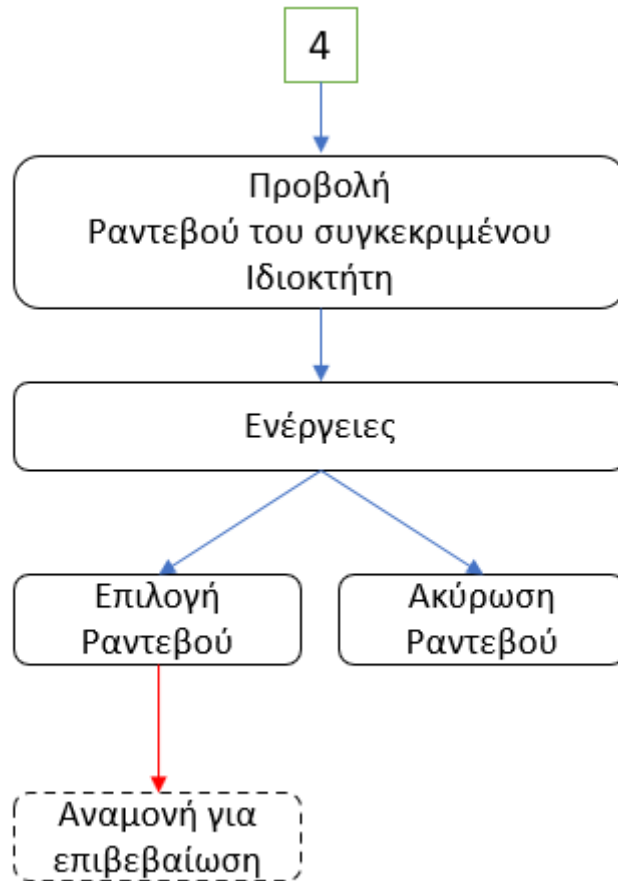 4
Προβολή
Ραντεβού του συγκεκριμένου
Ιδιοκτήτη
Ενέργειες
Επιλογή
Ραντεβού
Ακύρωση
Ραντεβού
Αναμονή για
επιβεβαίωση